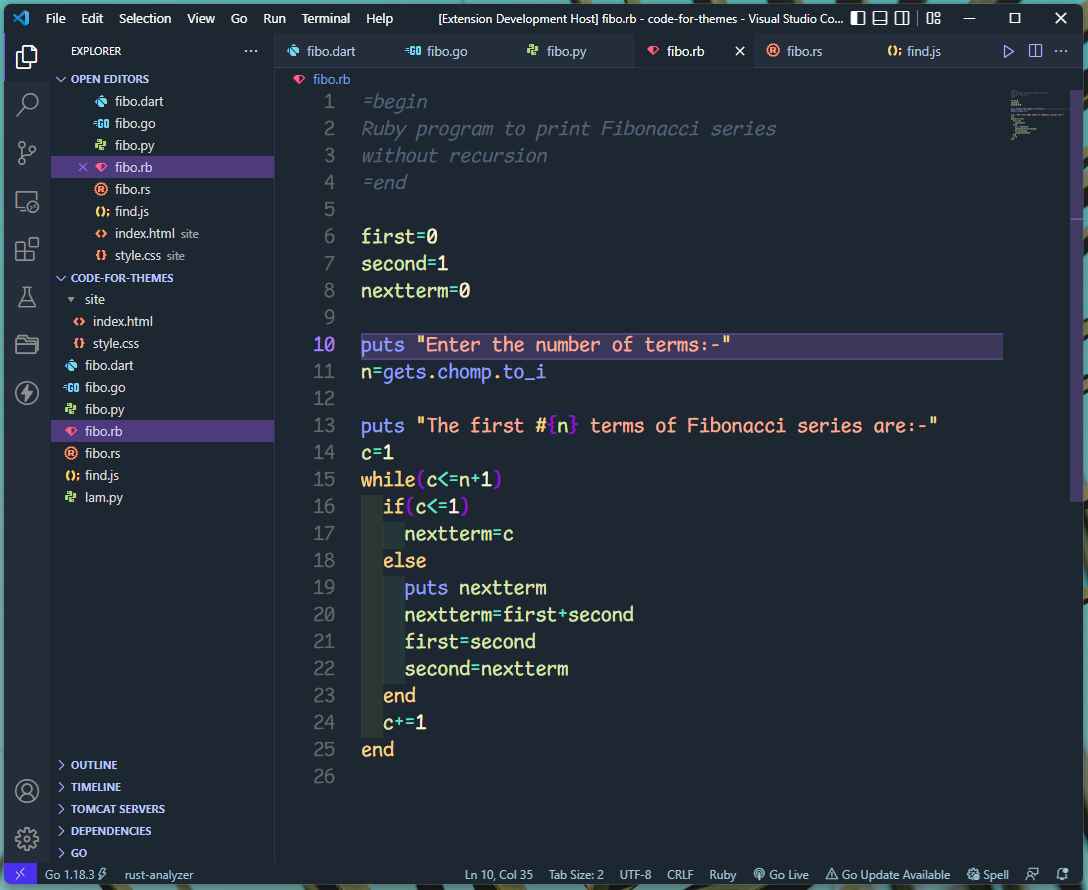 File Edit Selection View Go Run Terminal Help [Extension Development Host] fibo.rb - code-for-themes - Visual Studio Co...
EXPLORER ...
fibo.dart
GO fibo.go
fibo.py
fibo.rb
fibo.rs
(); find.js
OPEN EDITORS
fibo.dart
GO fibo.go
fibo.py
fibo.rb
fibo.rs
(); find.js
<> index.html site
{} style.css site
CODE-FOR-THEMES
site
<> index.html
{} style.css
fibo.dart
GO fibo.go
fibo.py
fibo.rb
fibo.rs
(); find.js
lam.py
OUTLINE
TIMELINE
TOMCAT SERVERS
DEPENDENCIES
GO
fibo.rb
1 =begin
2 Ruby program to print Fibonacci series
3 without recursion
4 =end
5
6 first=0
7 second=1
8 nextterm=0
9
10 puts "Enter the number of terms:-"
11 n=gets.chomp.to_i
12
13 puts "The first #{n} terms of Fibonacci series are:-"
14 c=1
15 while(c<=n+1)
16 if(c<=1)
17 nextterm=c
18 else
19 puts nextterm
20 nextterm=first+second
21 first=second
22 second=nextterm
23 end
24 c+=1
25 end
26
Go 1.18.3 rust-analyzer Ln 10, Col 35 Tab Size: 2 UTF-8 CRLF Ruby Go Live Go Update Available Spell